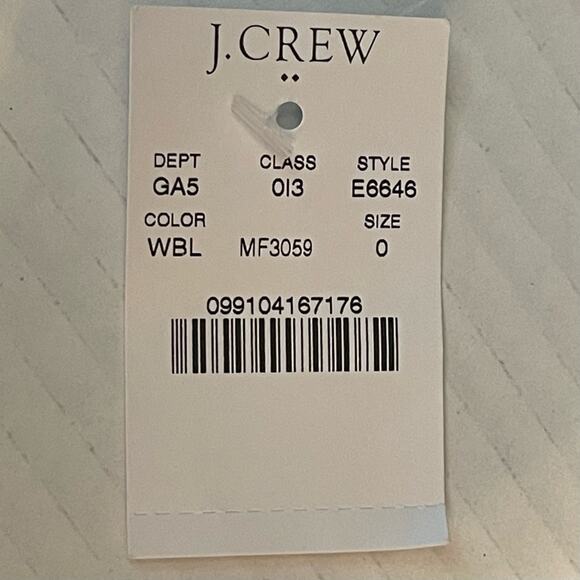 J.CREW
DEPT CLASS STYLE
GA5 013 E6646
COLOR SIZE
WBL MF3059 0
099104167176